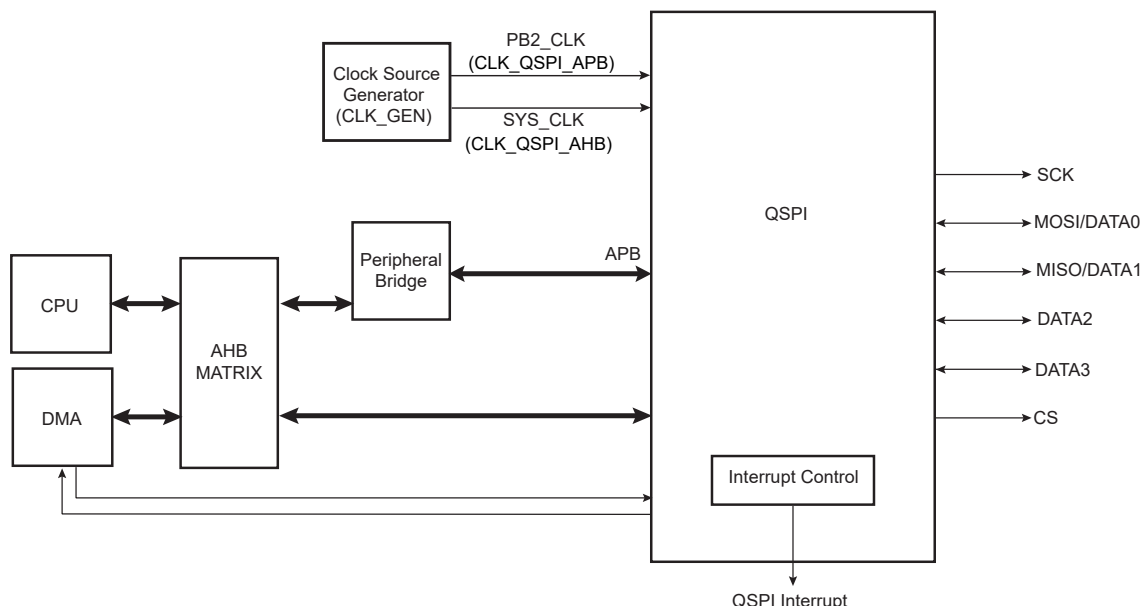 PB2_CLK
(CLK_QSPI_APB)
Clock Source
Generator
(CLK_GEN)
SYS_CLK
(CLK_QSPI_AHB)
QSPI
SCK
MOSI/DATA0
MISO/DATA1
DATA2
DATA3
CS
Peripheral
Bridge
APB
CPU
AHB
MATRIX
DMA
Interrupt Control
QSPI Interrupt